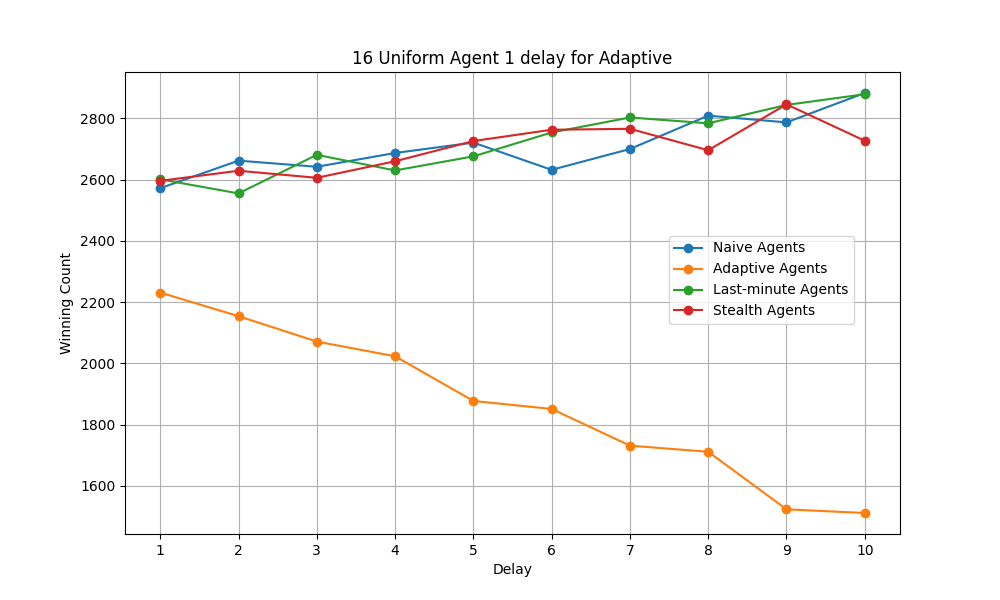 16 Uniform Agent 1 delay for Adaptive
Winning Count
2800
2600
2400
2200
2000
1800
1600
Naive Agents
Adaptive Agents
Last-minute Agents
Stealth Agents
1 2 3 4 5 6 7 8 9 10
Delay